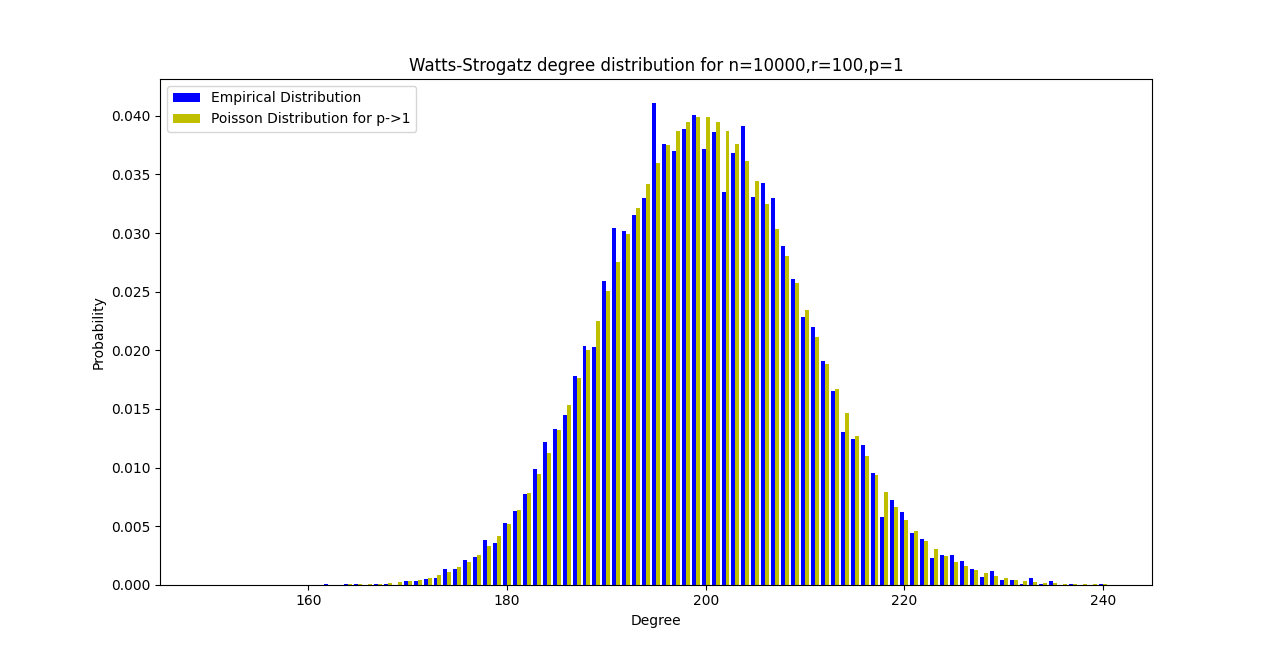 Watts-Strogatz degree distribution for n=10000,r=100,p=1
Empirical Distribution
Poisson Distribution for p->1
0.040
0.035
0.030
0.025
0.020
0.015
0.010
0.005
0.000
Probability
160 180 200 220 240
Degree